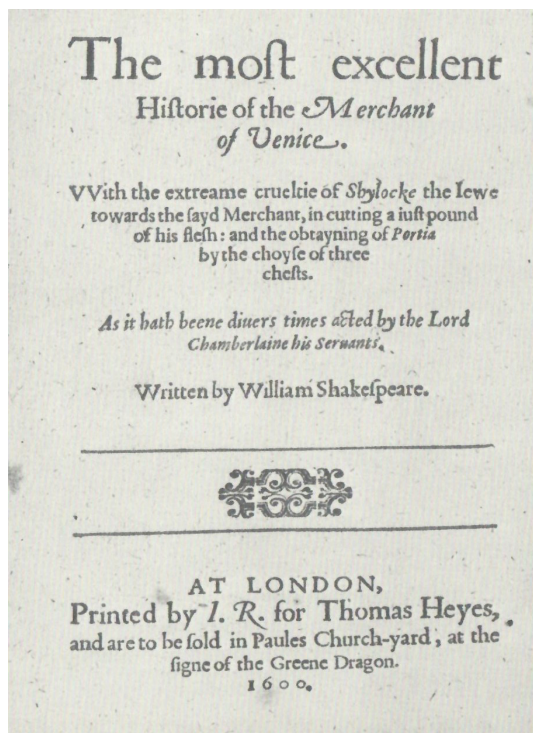 The moſt excellent
Hiſtorie of the Merchant
of Venice.
VVith the extreame crueltie of Shylocke the Iewe
towards the ſayd Merchant, in cutting a iuſt pound
of his fleſh: and the obtayning of Portia
by the choyſe of three
cheſts.
As it hath beene diuers times acted by the Lord
Chamberlaine his Seruants.
Written by William Shakeſpeare.
AT LONDON,
Printed by I. R. for Thomas Heyes,
and are to be ſold in Paules Church-yard, at the
ſigne of the Greene Dragon.
1600.